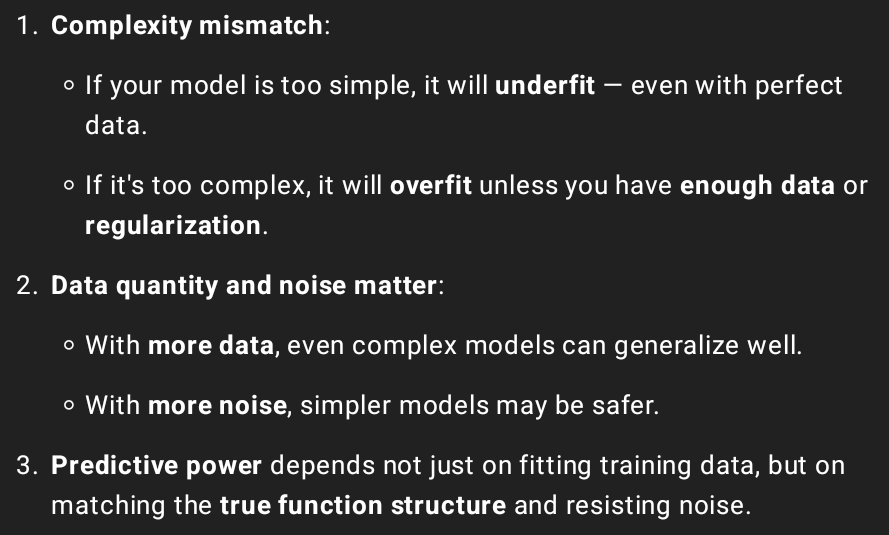 1. Complexity mismatch:
○ If your model is too simple, it will underfit — even with perfect
data.
○ If it's too complex, it will overfit unless you have enough data or
regularization.
2. Data quantity and noise matter:
○ With more data, even complex models can generalize well.
○ With more noise, simpler models may be safer.
3. Predictive power depends not just on fitting training data, but on
matching the true function structure and resisting noise.